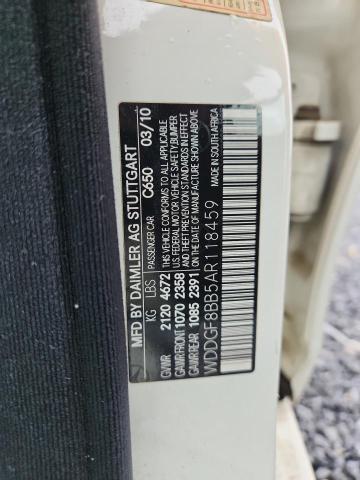 MFD BY DAIMLER AG STUTTGART
PASSENGER CAR C650 03/10
KG LBS
GVWR 2120 4672
GAWR FRONT 1070 2358
GAWR REAR 1085 2391
THIS VEHICLE CONFORMS TO ALL APPLICABLE
U.S. FEDERAL MOTOR VEHICLE SAFETY, BUMPER
AND THEFT PREVENTION STANDARDS IN EFFECT
ON THE DATE OF MANUFACTURE SHOWN ABOVE.
WDDGF8BB5AR118459
MADE IN SOUTH AFRICA